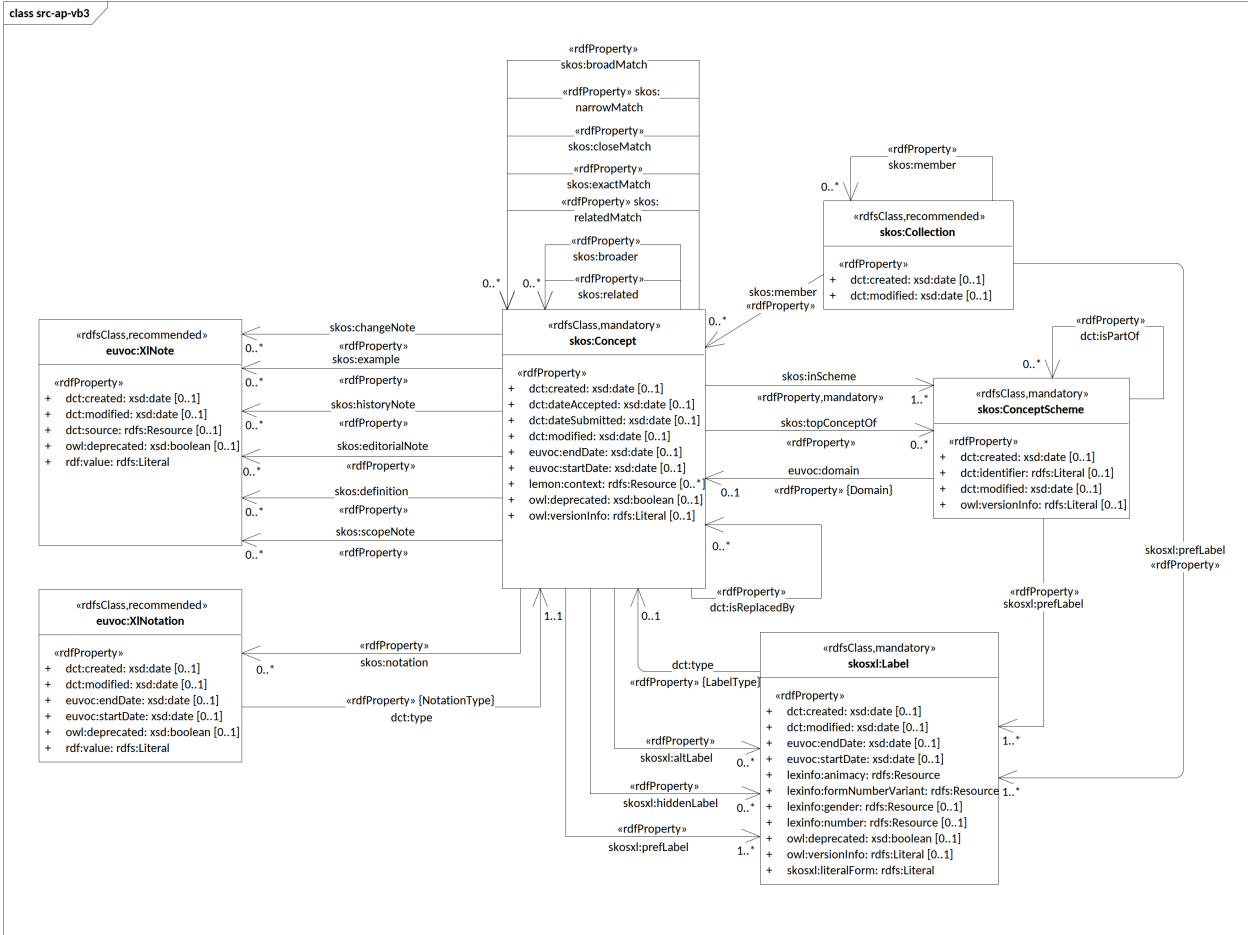 class src-ap-vb3
«rdfProperty»
skos:broadMatch
«rdfProperty» skos:
narrowMatch
«rdfProperty»
skos:closeMatch
«rdfProperty»
skos:exactMatch
«rdfProperty» skos:
relatedMatch
«rdfProperty»
skos:broader
«rdfProperty»
skos:related
0..*
0..*
«rdfProperty»
skos:member
0..*
«rdfsClass,recommended»
skos:Collection
«rdfProperty»
+ dct:created: xsd:date [0..1]
+ dct:modified: xsd:date [0..1]
skos:member
«rdfProperty»
0..*
«rdfsClass,recommended»
euvoc:XlNote
«rdfProperty»
+ dct:created: xsd:date [0..1]
+ dct:modified: xsd:date [0..1]
+ dct:source: rdfs:Resource [0..1]
+ owl:deprecated: xsd:boolean [0..1]
+ rdf:value: rdfs:Literal
skos:changeNote
«rdfProperty»
0..*
skos:example
«rdfProperty»
0..*
skos:historyNote
«rdfProperty»
0..*
skos:editorialNote
«rdfProperty»
0..*
skos:definition
«rdfProperty»
0..*
skos:scopeNote
«rdfProperty»
0..*
«rdfsClass,mandatory»
skos:Concept
«rdfProperty»
+ dct:created: xsd:date [0..1]
+ dct:dateAccepted: xsd:date [0..1]
+ dct:dateSubmitted: xsd:date [0..1]
+ dct:modified: xsd:date [0..1]
+ euvoc:endDate: xsd:date [0..1]
+ euvoc:startDate: xsd:date [0..1]
+ lemon:context: rdfs:Resource [0..*]
+ owl:deprecated: xsd:boolean [0..1]
+ owl:versionInfo: rdfs:Literal [0..1]
skos:inScheme
«rdfProperty,mandatory»
1..*
skos:topConceptOf
«rdfProperty»
0..*
euvoc:domain
0..1
«rdfProperty» {Domain}
0..*
«rdfProperty»
dct:isReplacedBy
«rdfProperty»
dct:isPartOf
0..*
«rdfsClass,mandatory»
skos:ConceptScheme
«rdfProperty»
+ dct:created: xsd:date [0..1]
+ dct:identifier: rdfs:Literal [0..1]
+ dct:modified: xsd:date [0..1]
+ owl:versionInfo: rdfs:Literal [0..1]
skosxl:prefLabel
«rdfProperty»
«rdfProperty»
skosxl:prefLabel
«rdfsClass,recommended»
euvoc:XlNotation
«rdfProperty»
+ dct:created: xsd:date [0..1]
+ dct:modified: xsd:date [0..1]
+ euvoc:endDate: xsd:date [0..1]
+ euvoc:startDate: xsd:date [0..1]
+ owl:deprecated: xsd:boolean [0..1]
+ rdf:value: rdfs:Literal
«rdfProperty»
skos:notation
0..*
1..1
«rdfProperty» {NotationType}
dct:type
0..1
dct:type
«rdfProperty» {LabelType}
«rdfProperty»
skosxl:altLabel
0..*
«rdfProperty»
skosxl:hiddenLabel
0..*
«rdfProperty»
skosxl:prefLabel
1..*
«rdfsClass,mandatory»
skosxl:Label
«rdfProperty»
+ dct:created: xsd:date [0..1]
+ dct:modified: xsd:date [0..1]
+ euvoc:endDate: xsd:date [0..1]
+ euvoc:startDate: xsd:date [0..1]
+ lexinfo:animacy: rdfs:Resource
+ lexinfo:formNumberVariant: rdfs:Resource
+ lexinfo:gender: rdfs:Resource [0..1]
+ lexinfo:number: rdfs:Resource [0..1]
+ owl:deprecated: xsd:boolean [0..1]
+ owl:versionInfo: rdfs:Literal [0..1]
+ skosxl:literalForm: rdfs:Literal
1..*
1..*